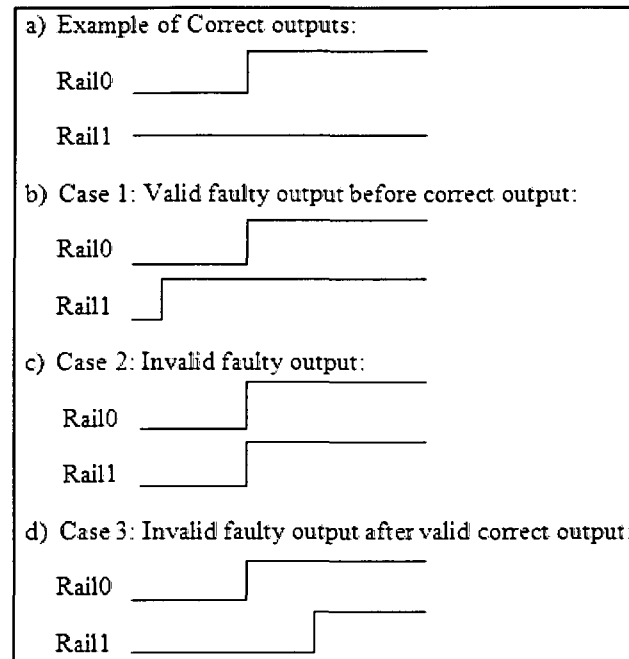 a) Example of Correct outputs:
Rail0
Rail1
b) Case 1: Valid faulty output before correct output:
Rail0
Rail1
c) Case 2: Invalid faulty output:
Rail0
Rail1
d) Case 3: Invalid faulty output after valid correct output:
Rail0
Rail1